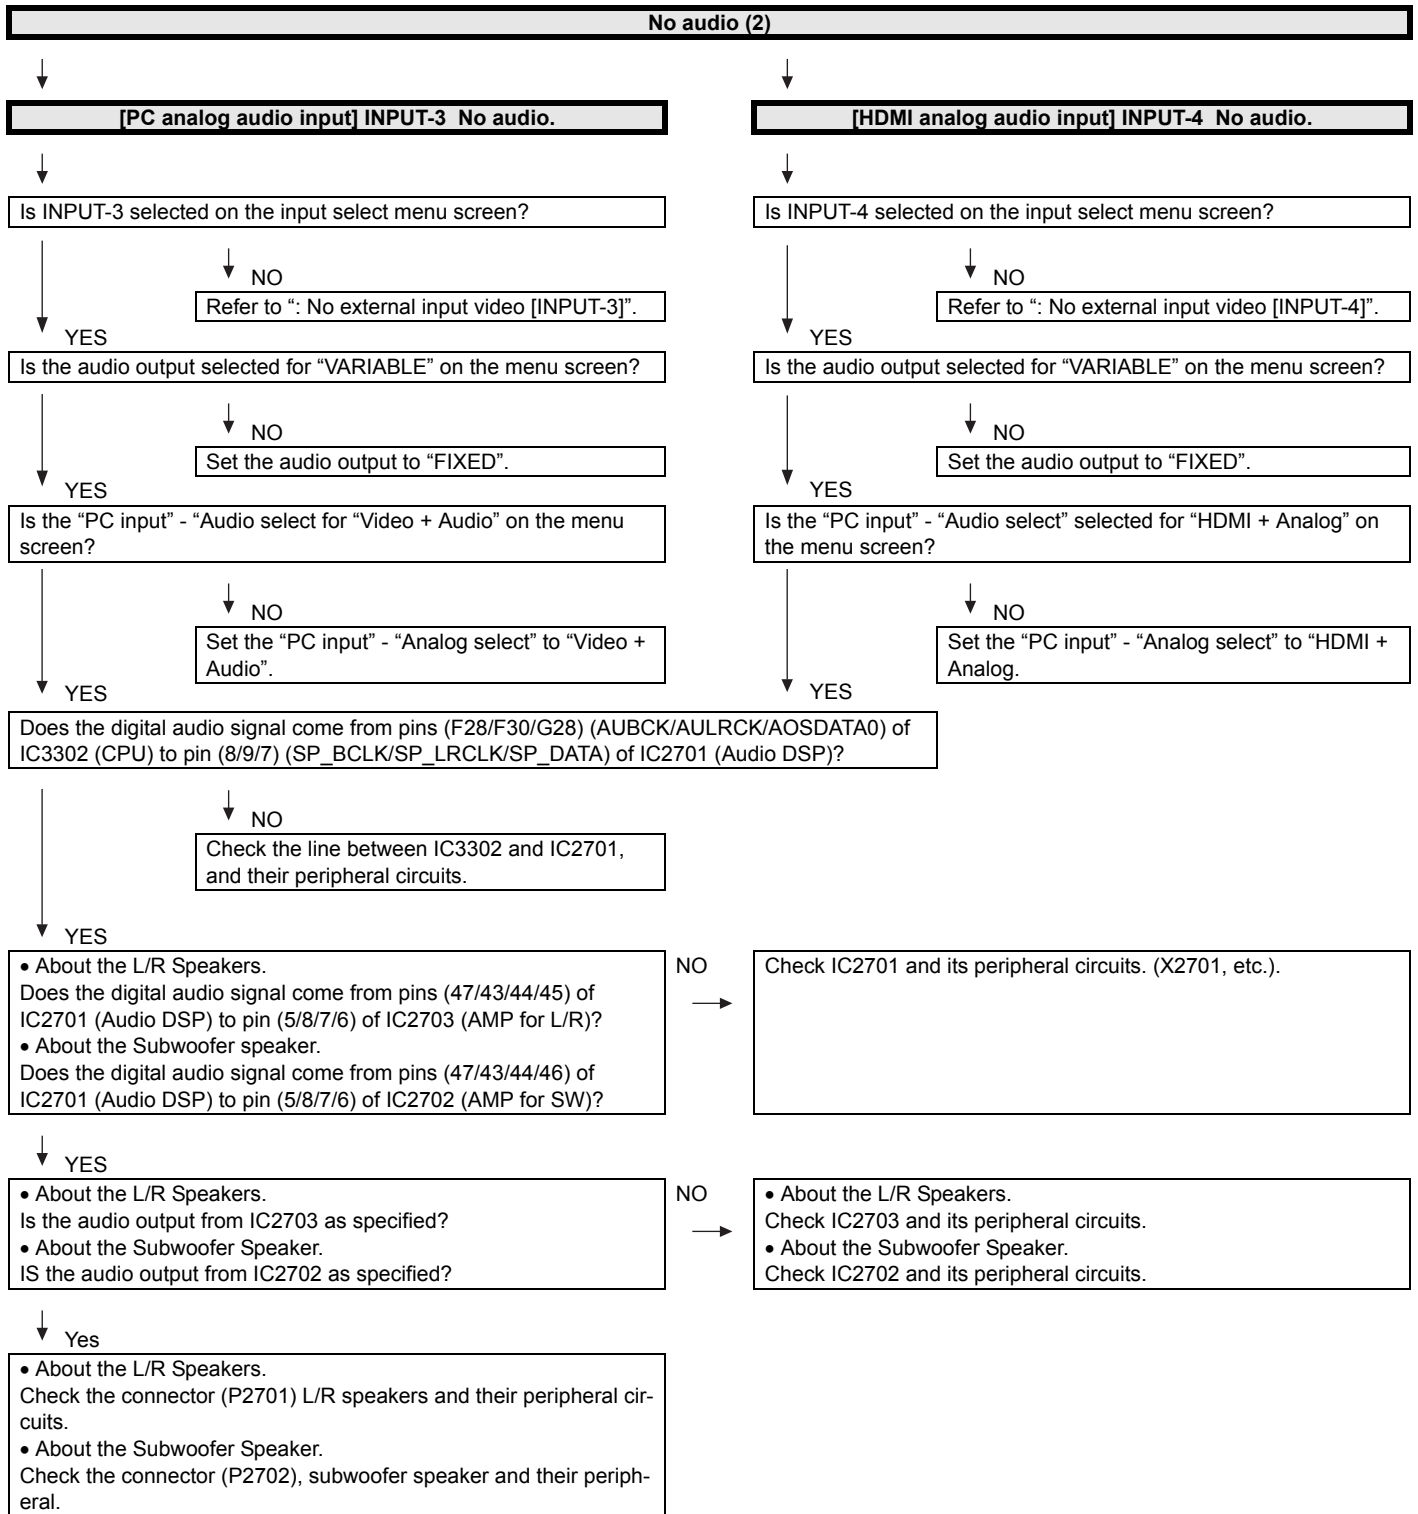 No audio (2)
[PC analog audio input] INPUT-3  No audio.
Is INPUT-3 selected on the input select menu screen?
NO
Refer to “: No external input video [INPUT-3]”.
YES
Is the audio output selected for “VARIABLE” on the menu screen?
NO
Set the audio output to “FIXED”.
YES
Is the “PC input” - “Audio select for “Video + Audio” on the menu
screen?
NO
Set the “PC input” - “Analog select” to “Video +
Audio”.
YES
[HDMI analog audio input] INPUT-4  No audio.
Is INPUT-4 selected on the input select menu screen?
NO
Refer to “: No external input video [INPUT-4]”.
YES
Is the audio output selected for “VARIABLE” on the menu screen?
NO
Set the audio output to “FIXED”.
YES
Is the “PC input” - “Audio select” selected for “HDMI + Analog” on
the menu screen?
NO
Set the “PC input” - “Analog select” to “HDMI +
Analog.
YES
Does the digital audio signal come from pins (F28/F30/G28) (AUBCK/AULRCK/AOSDATA0) of
IC3302 (CPU) to pin (8/9/7) (SP_BCLK/SP_LRCLK/SP_DATA) of IC2701 (Audio DSP)?
NO
Check the line between IC3302 and IC2701,
and their peripheral circuits.
YES
• About the L/R Speakers.
Does the digital audio signal come from pins (47/43/44/45) of
IC2701 (Audio DSP) to pin (5/8/7/6) of IC2703 (AMP for L/R)?
• About the Subwoofer speaker.
Does the digital audio signal come from pins (47/43/44/46) of
IC2701 (Audio DSP) to pin (5/8/7/6) of IC2702 (AMP for SW)?
NO
Check IC2701 and its peripheral circuits. (X2701, etc.).
YES
• About the L/R Speakers.
Is the audio output from IC2703 as specified?
• About the Subwoofer Speaker.
IS the audio output from IC2702 as specified?
NO
• About the L/R Speakers.
Check IC2703 and its peripheral circuits.
• About the Subwoofer Speaker.
Check IC2702 and its peripheral circuits.
Yes
• About the L/R Speakers.
Check the connector (P2701) L/R speakers and their peripheral cir-
cuits.
• About the Subwoofer Speaker.
Check the connector (P2702), subwoofer speaker and their periph-
eral.